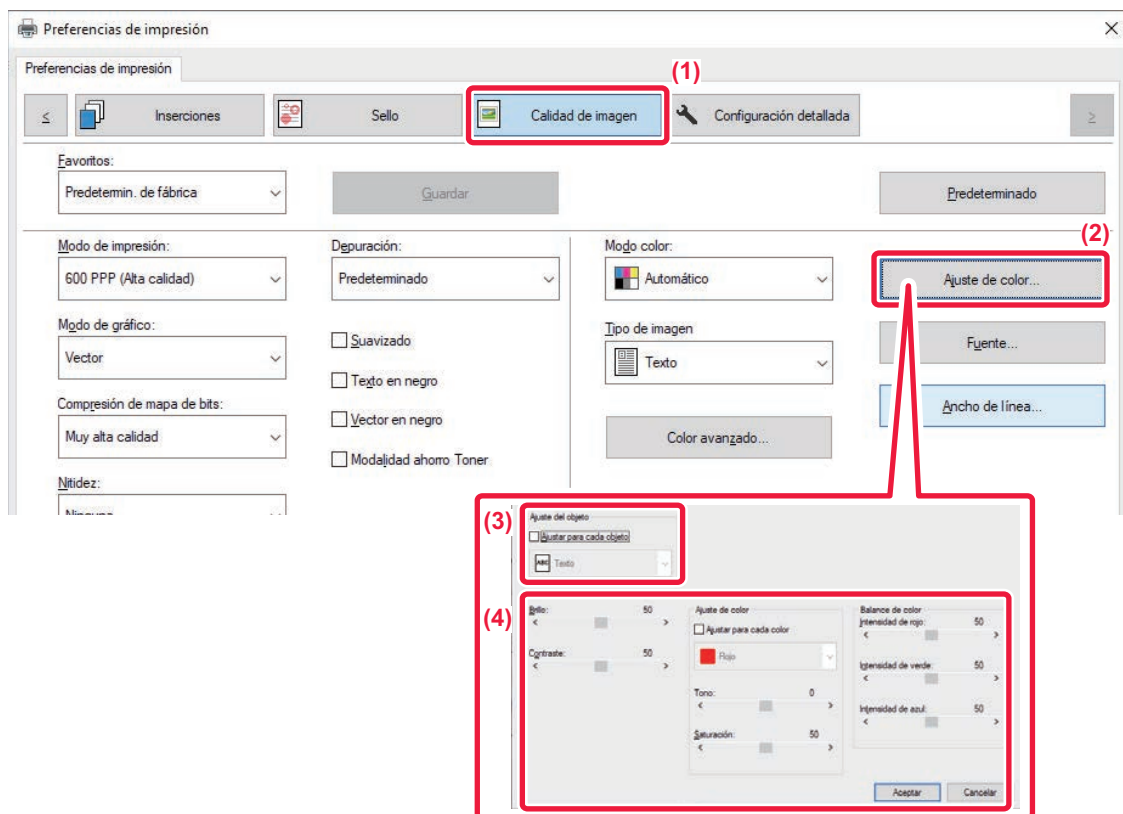 Preferencias de impresión
Preferencias de impresión
(1)
≤ Inserciones Sello Calidad de imagen Configuración detallada ≥
Favoritos:
Predetermin. de fábrica Guardar Predeterminado
(2)
Modo de impresión: Depuración: Modo color:
600 PPP (Alta calidad) Predeterminado Automático Ajuste de color...
Modo de gráfico: Tipo de imagen
Vector Suavizado Texto Fuente...
Texto en negro
Compresión de mapa de bits: Vector en negro Ancho de línea...
Muy alta calidad Color avanzado...
Modalidad ahorro Toner
Nitidez:
Ninguno
(3) Ajuste del objeto
Ajustar para cada objeto
ABC Texto
(4) Brillo: 50 Ajuste de color Balance de color
Ajustar para cada color Intensidad de rojo: 50
Contraste: 50 Rojo
Intensidad de verde: 50
Tono: 0
Intensidad de azul: 50
Saturación: 50
Aceptar Cancelar